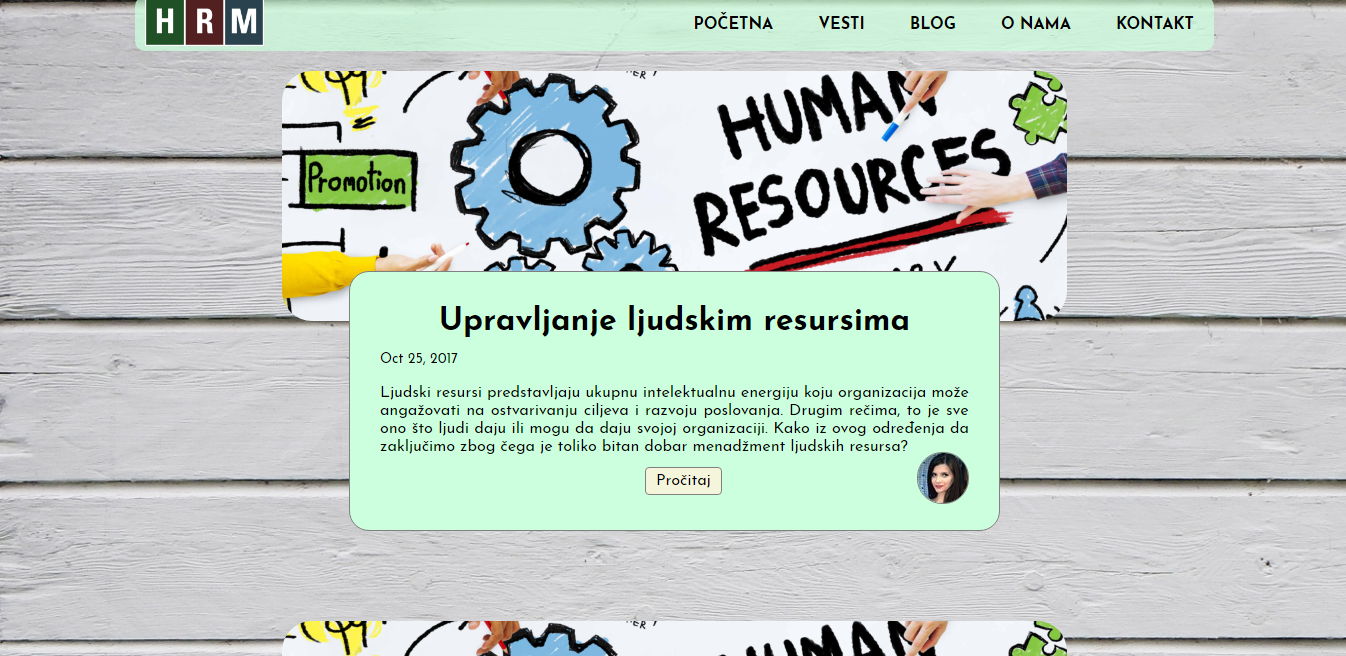 HRM
POČETNA VESTI BLOG O NAMA KONTAKT
HUMAN
RESOURCES
Promotion
Upravljanje ljudskim resursima
Oct 25, 2017
Ljudski resursi predstavljaju ukupnu intelektualnu energiju koju organizacija može
angažovati na ostvarivanju ciljeva i razvoju poslovanja. Drugim rečima, to je sve
ono što ljudi daju ili mogu da daju svojoj organizaciji. Kako iz ovog određenja da
zaključimo zbog čega je toliko bitan dobar menadžment ljudskih resursa?
Pročitaj